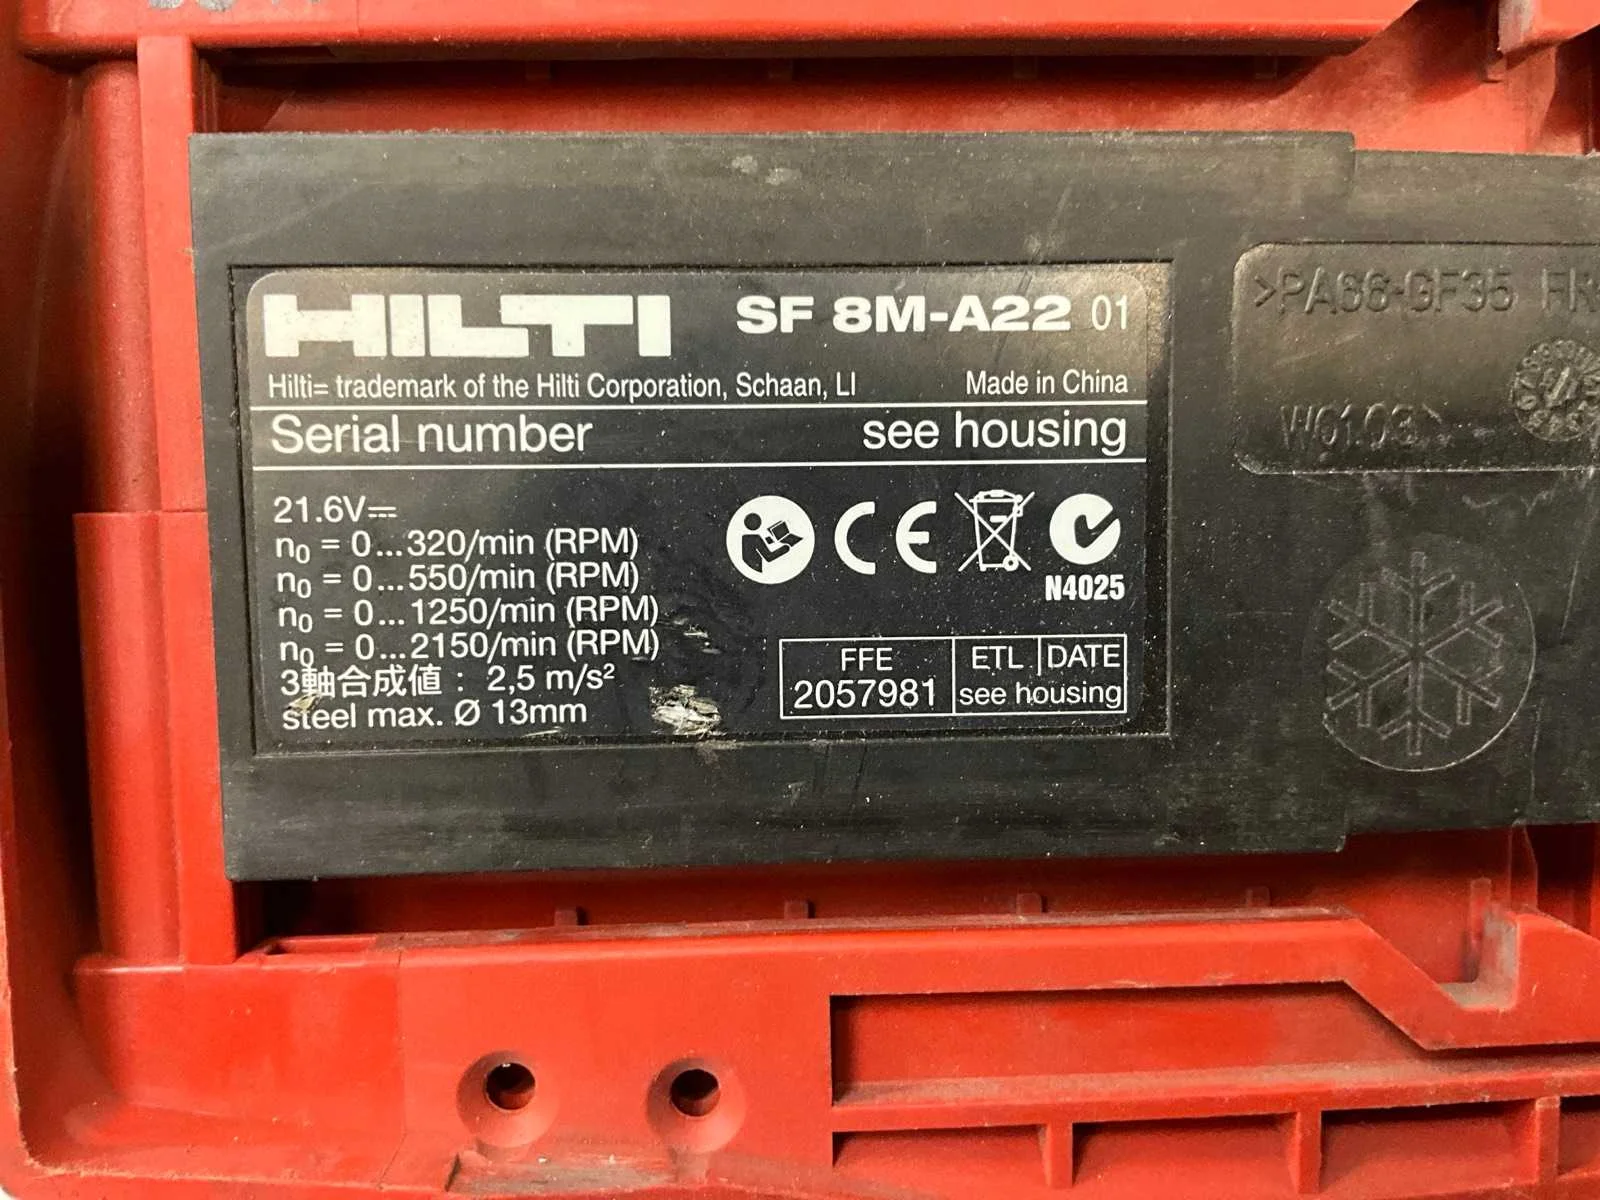 HILTI SF 8M-A22 01
Hilti= trademark of the Hilti Corporation, Schaan, LI Made in China
Serial number see housing
21.6V⎓
n0 = 0...320/min (RPM)
n0 = 0...550/min (RPM)
n0 = 0...1250/min (RPM)
n0 = 0...2150/min (RPM)
3軸合成値 : 2,5 m/s²
steel max. Ø 13mm
CE
N4025
FFE
2057981
ETL DATE
see housing
>PA66-GF35 FR